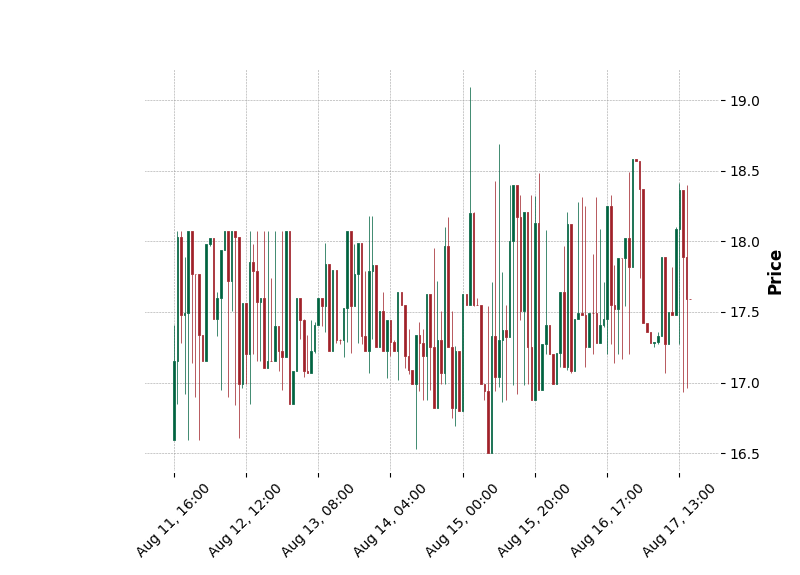 19.0
18.5
18.0
17.5
17.0
16.5
Price
Aug 11, 16:00
Aug 12, 12:00
Aug 13, 08:00
Aug 14, 04:00
Aug 15, 00:00
Aug 15, 20:00
Aug 16, 17:00
Aug 17, 13:00